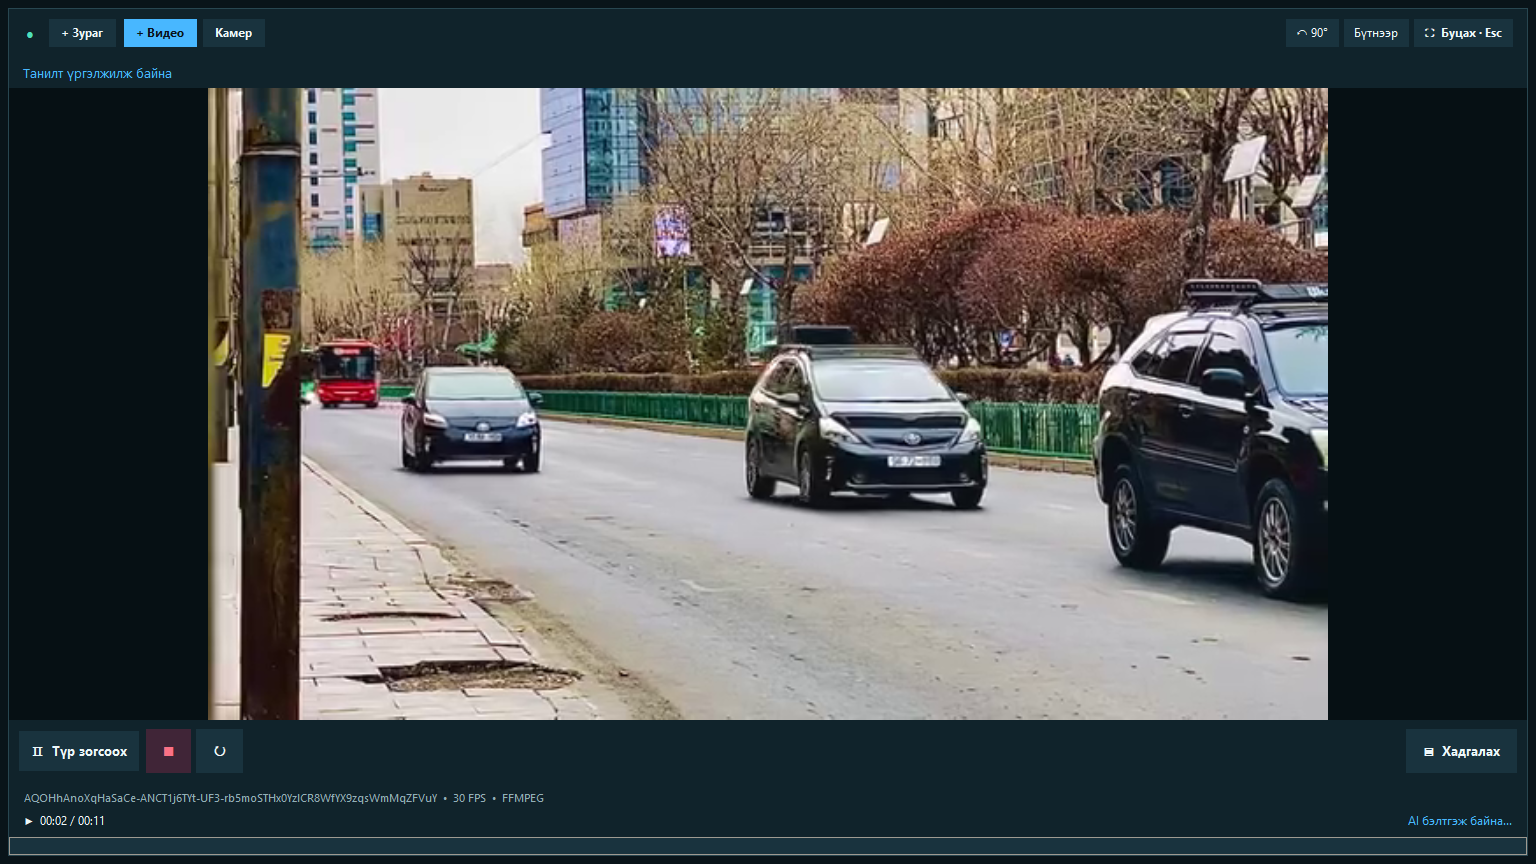 + Зураг
+ Видео
Камер
90°
Бүтнээр
Буцах · Esc
Танилт үргэлжилж байна
Түр зогсоох
Хадгалах
AQOHhAnoXqHaSaCe-ANCT1j6TYt-UF3-rb5moSTHx0YzlCR8WfYX9zqsWmMqZFVuY • 30 FPS • FFMPEG
00:02 / 00:11
AI бэлтгэж байна...